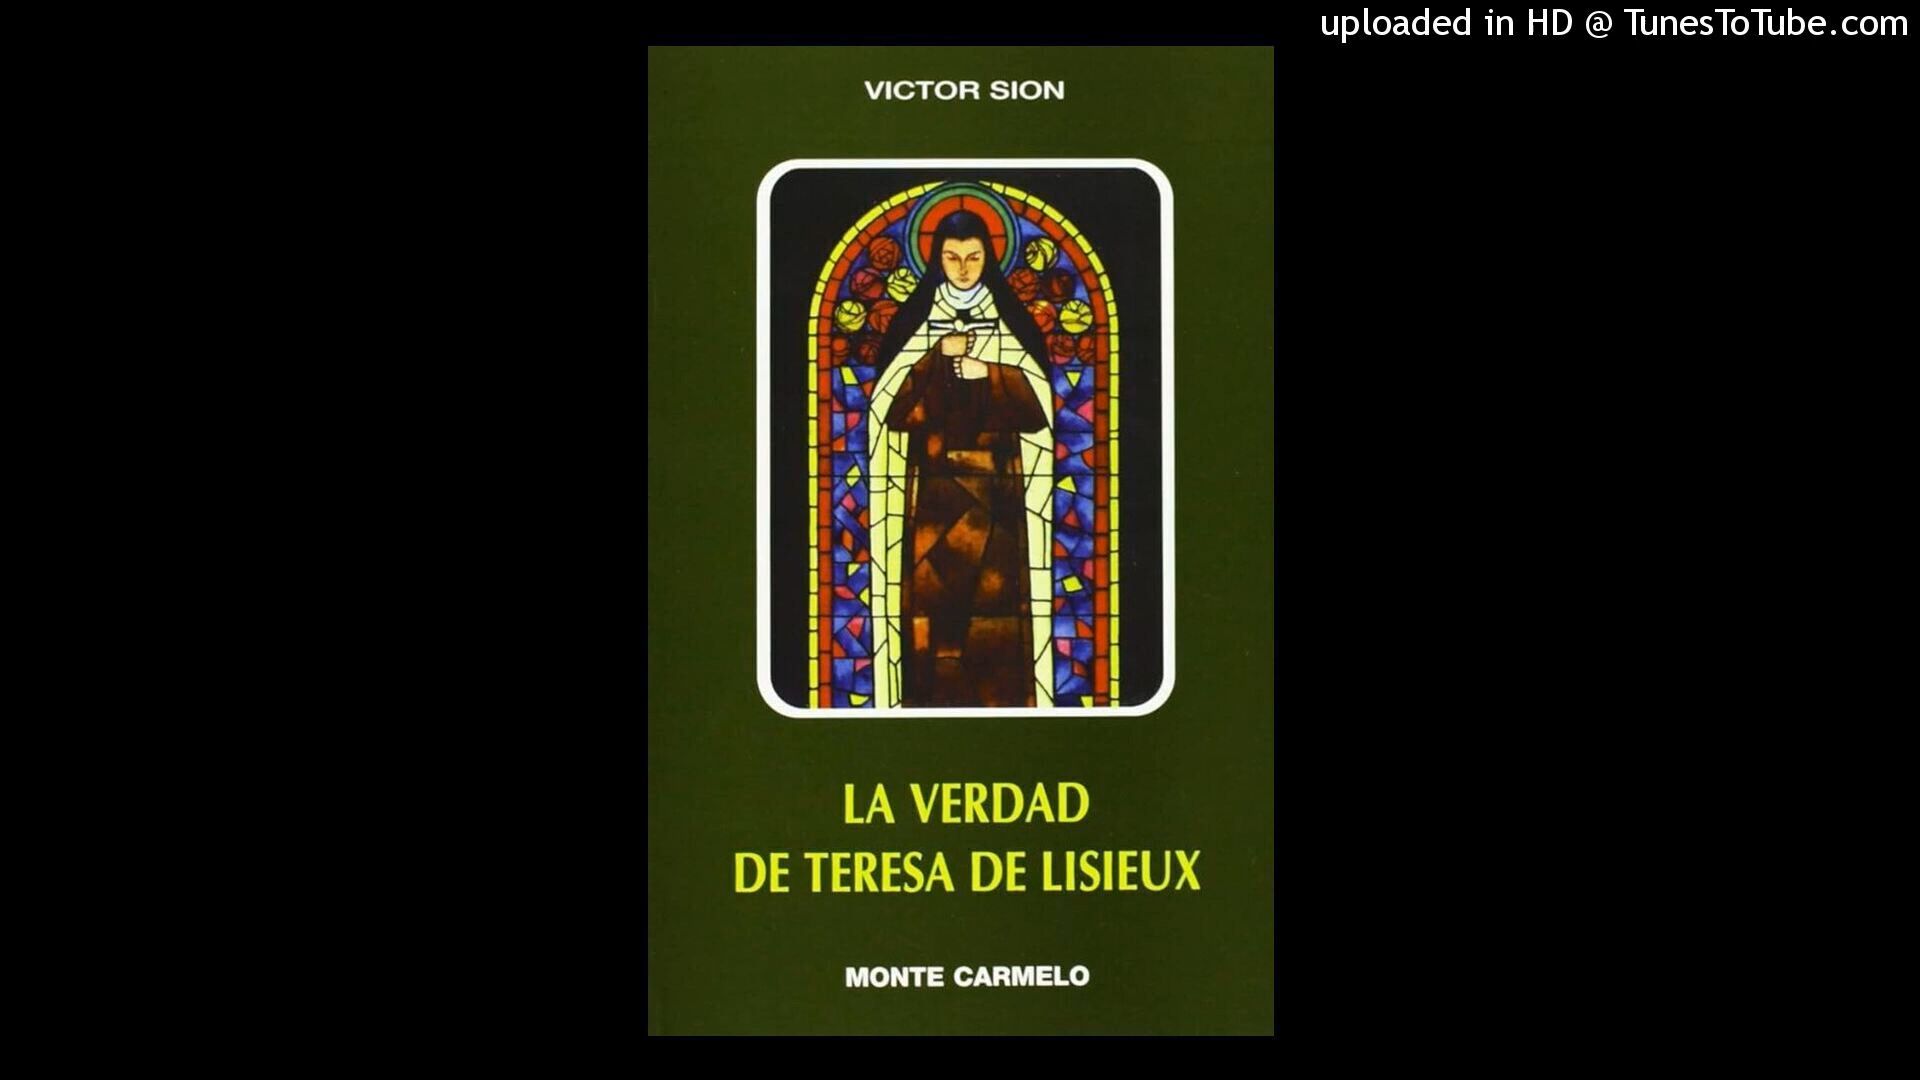 uploaded in HD @ TunesToTube.com
VICTOR SION
LA VERDAD
DE TERESA DE LISIEUX
MONTE CARMELO